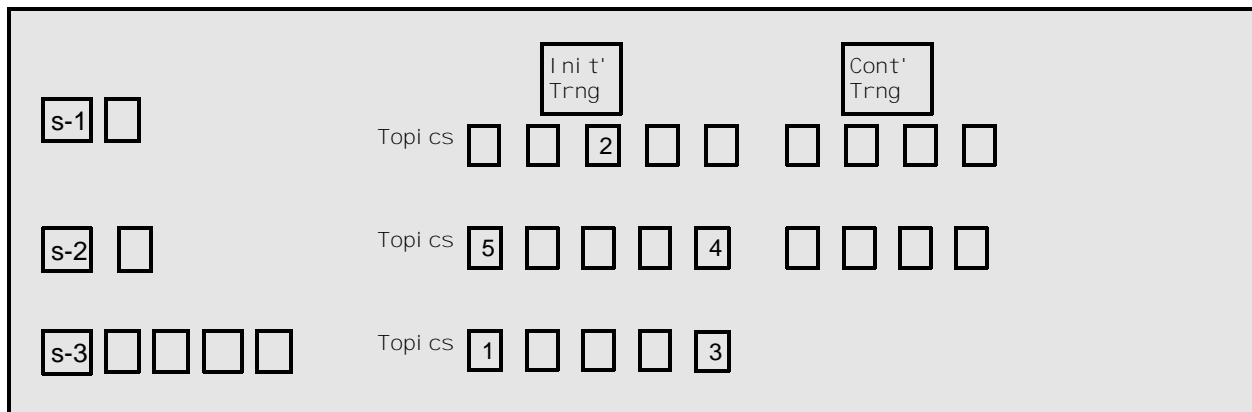 Init'
Trng
Cont'
Trng
s-1
Topics
2
s-2
Topics
5
4
s-3
Topics
1
3